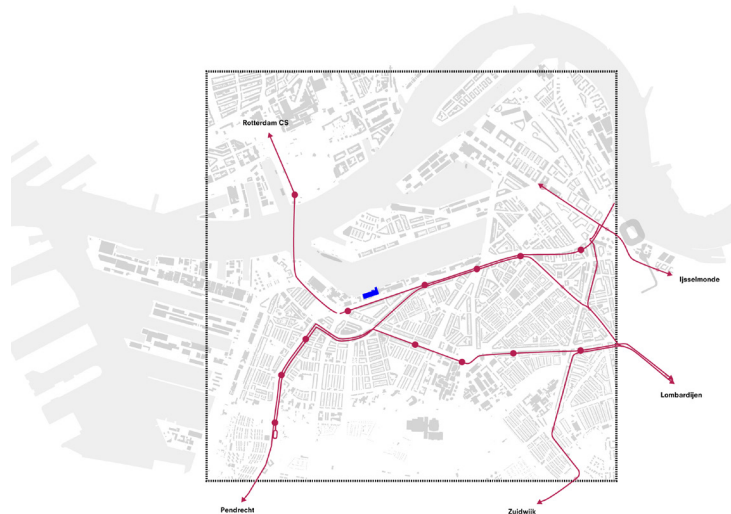 Rotterdam CS
Ijsselmonde
Lombardijen
Pendrecht
Zuidwijk